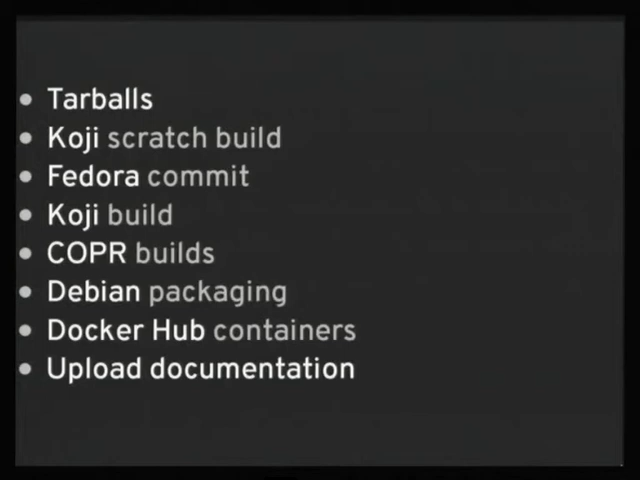 • Tarballs
• Koji scratch build
• Fedora commit
• Koji build
• COPR builds
• Debian packaging
• Docker Hub containers
• Upload documentation